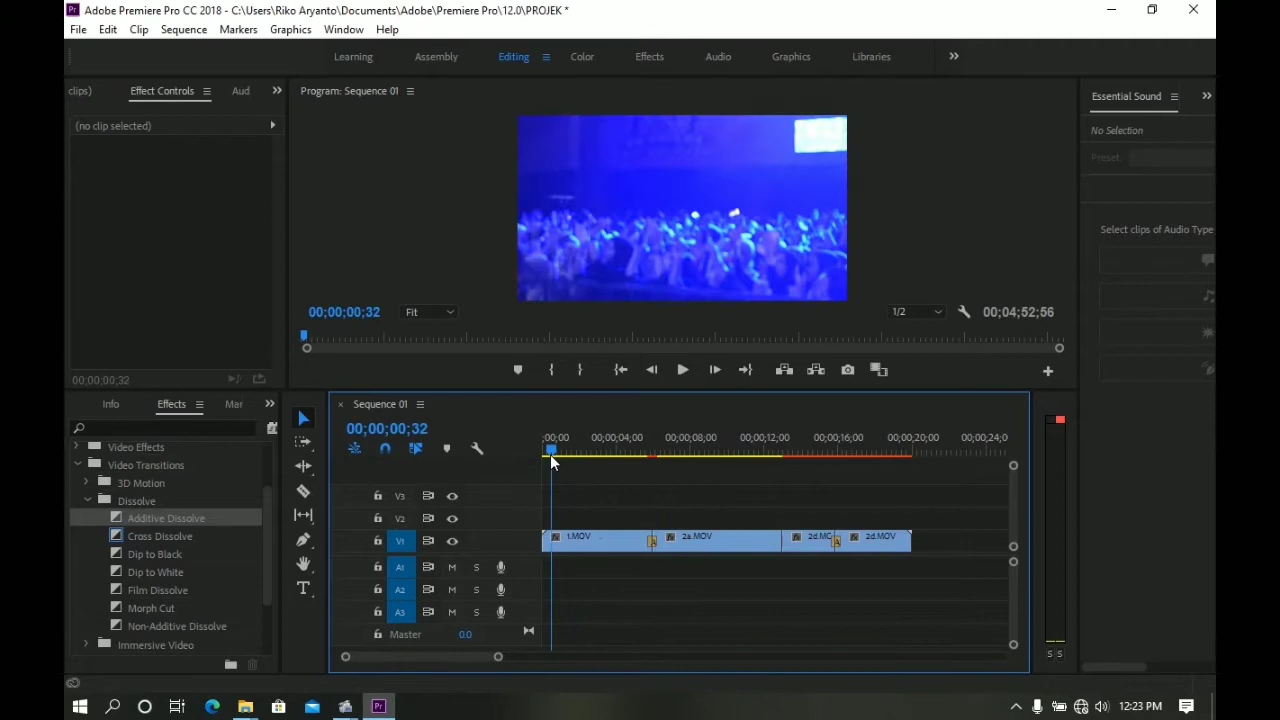 Adobe Premiere Pro CC 2018 - C:\Users\Riko Aryanto\Documents\Adobe\Premiere Pro\12.0\PROJEK *
File Edit Clip Sequence Markers Graphics Window Help
Learning Assembly Editing Color Effects Audio Graphics Libraries
clips) Effect Controls Aud
Program: Sequence 01
Essential Sound
(no clip selected)
No Selection
Preset:
Select clips of Audio Type
00;00;00;32 Fit 1/2 00;04;52;56
00;00;00;32
Info Effects Mar
Sequence 01
00;00;00;32
;00;00 00;00;04;00 00;00;08;00 00;00;12;00 00;00;16;00 00;00;20;00 00;00;24;0
Video Effects
Video Transitions
3D Motion
Dissolve
Additive Dissolve
Cross Dissolve
Dip to Black
Dip to White
Film Dissolve
Morph Cut
Non-Additive Dissolve
Immersive Video
V3
V2
V1 1.MOV 2a.MOV 2d.MO 2d.MOV
A1 M S
A2 M S
A3 M S
Master 0.0
S S
12:23 PM